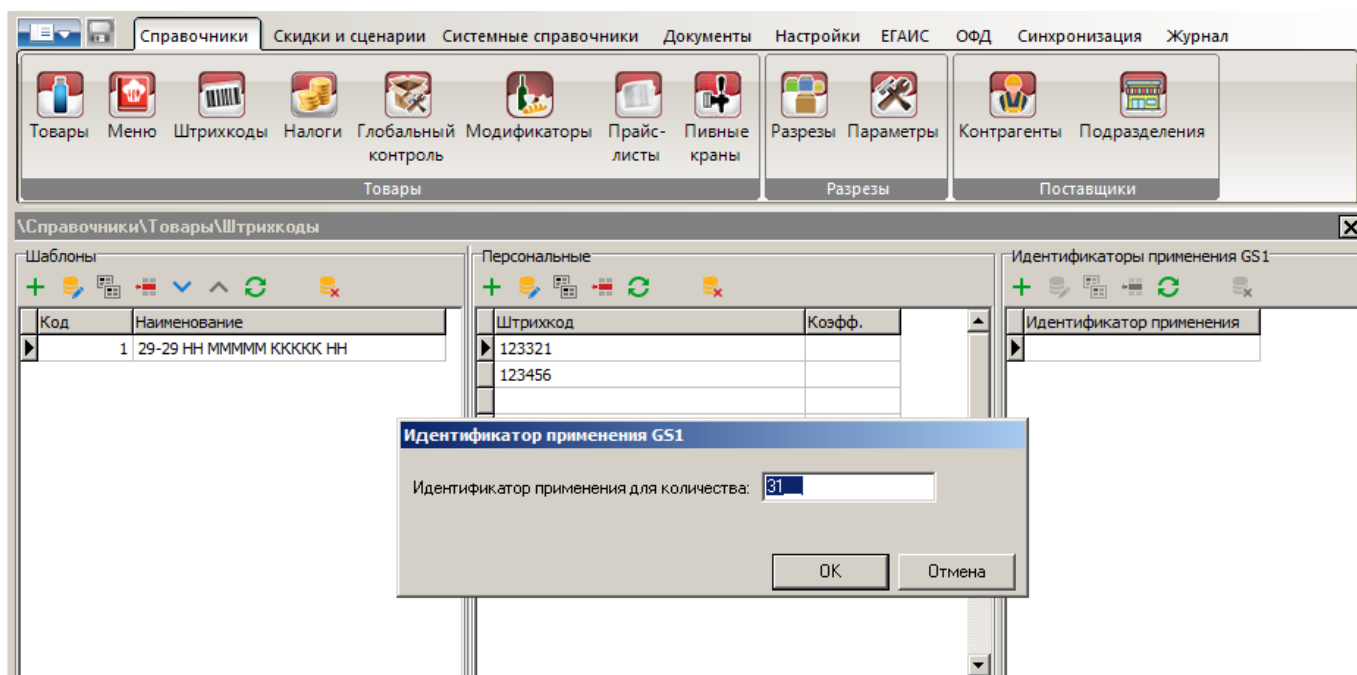 Справочники Скидки и сценарии Системные справочники Документы Настройки ЕГАИС ОФД Синхронизация Журнал
Товары Меню Штрихкоды Налоги Глобальный контроль Модификаторы Прайс-листы Пивные краны Разрезы Параметры Контрагенты Подразделения
Товары Разрезы Поставщики
\Справочники\Товары\Штрихкоды
Шаблоны Персональные Идентификаторы применения GS1
Код Наименование Штрихкод Коэфф. Идентификатор применения
1 29-29 НН МММММ ККККК НН 123321
123456
Идентификатор применения GS1
Идентификатор применения для количества: 31__
OK Отмена